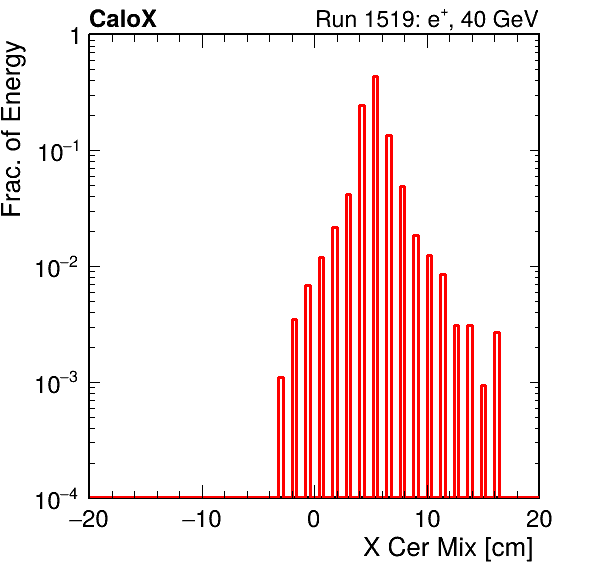 CaloX Run 1519: e⁺, 40 GeV
Frac. of Energy
1
10⁻¹
10⁻²
10⁻³
10⁻⁴
−20 −10 0 10 20
X Cer Mix [cm]